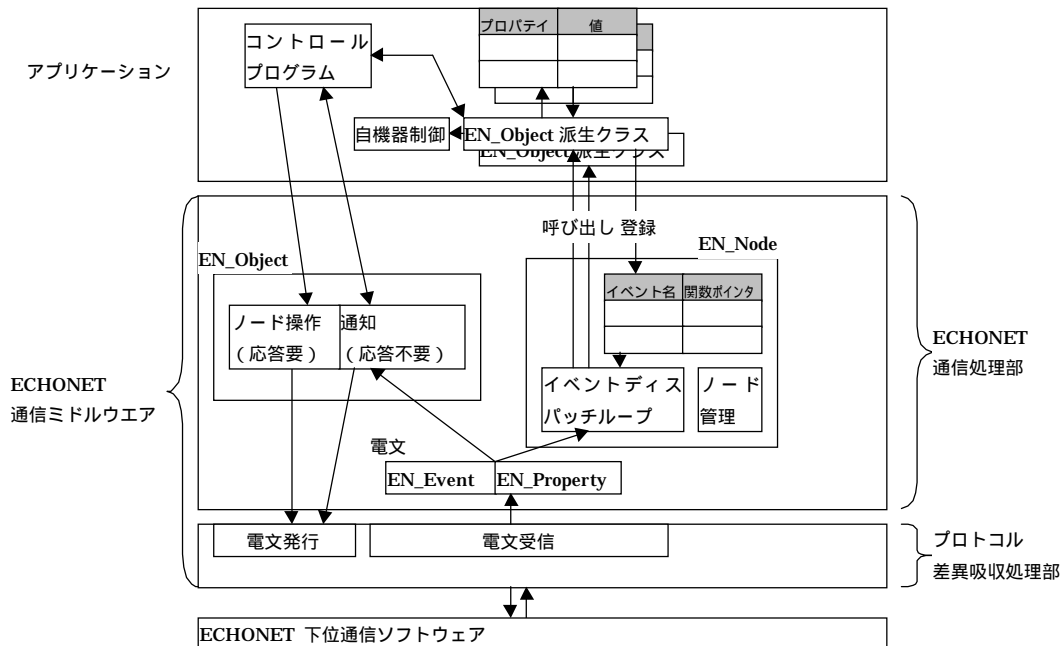 アプリケーション
コントロール
プログラム
プロパテイ
値
自機器制御
EN_Object 派生クラス
EN_Object 派生クラス
呼び出し 登録
EN_Node
EN_Object
イベント名
関数ポインタ
ノード操作
(応答要)
通知
(応答不要)
イベントディス
パッチループ
ノード
管理
ECHONET
通信処理部
ECHONET
通信ミドルウエア
電文
EN_Event
EN_Property
電文発行
電文受信
プロトコル
差異吸収処理部
ECHONET 下位通信ソフトウェア